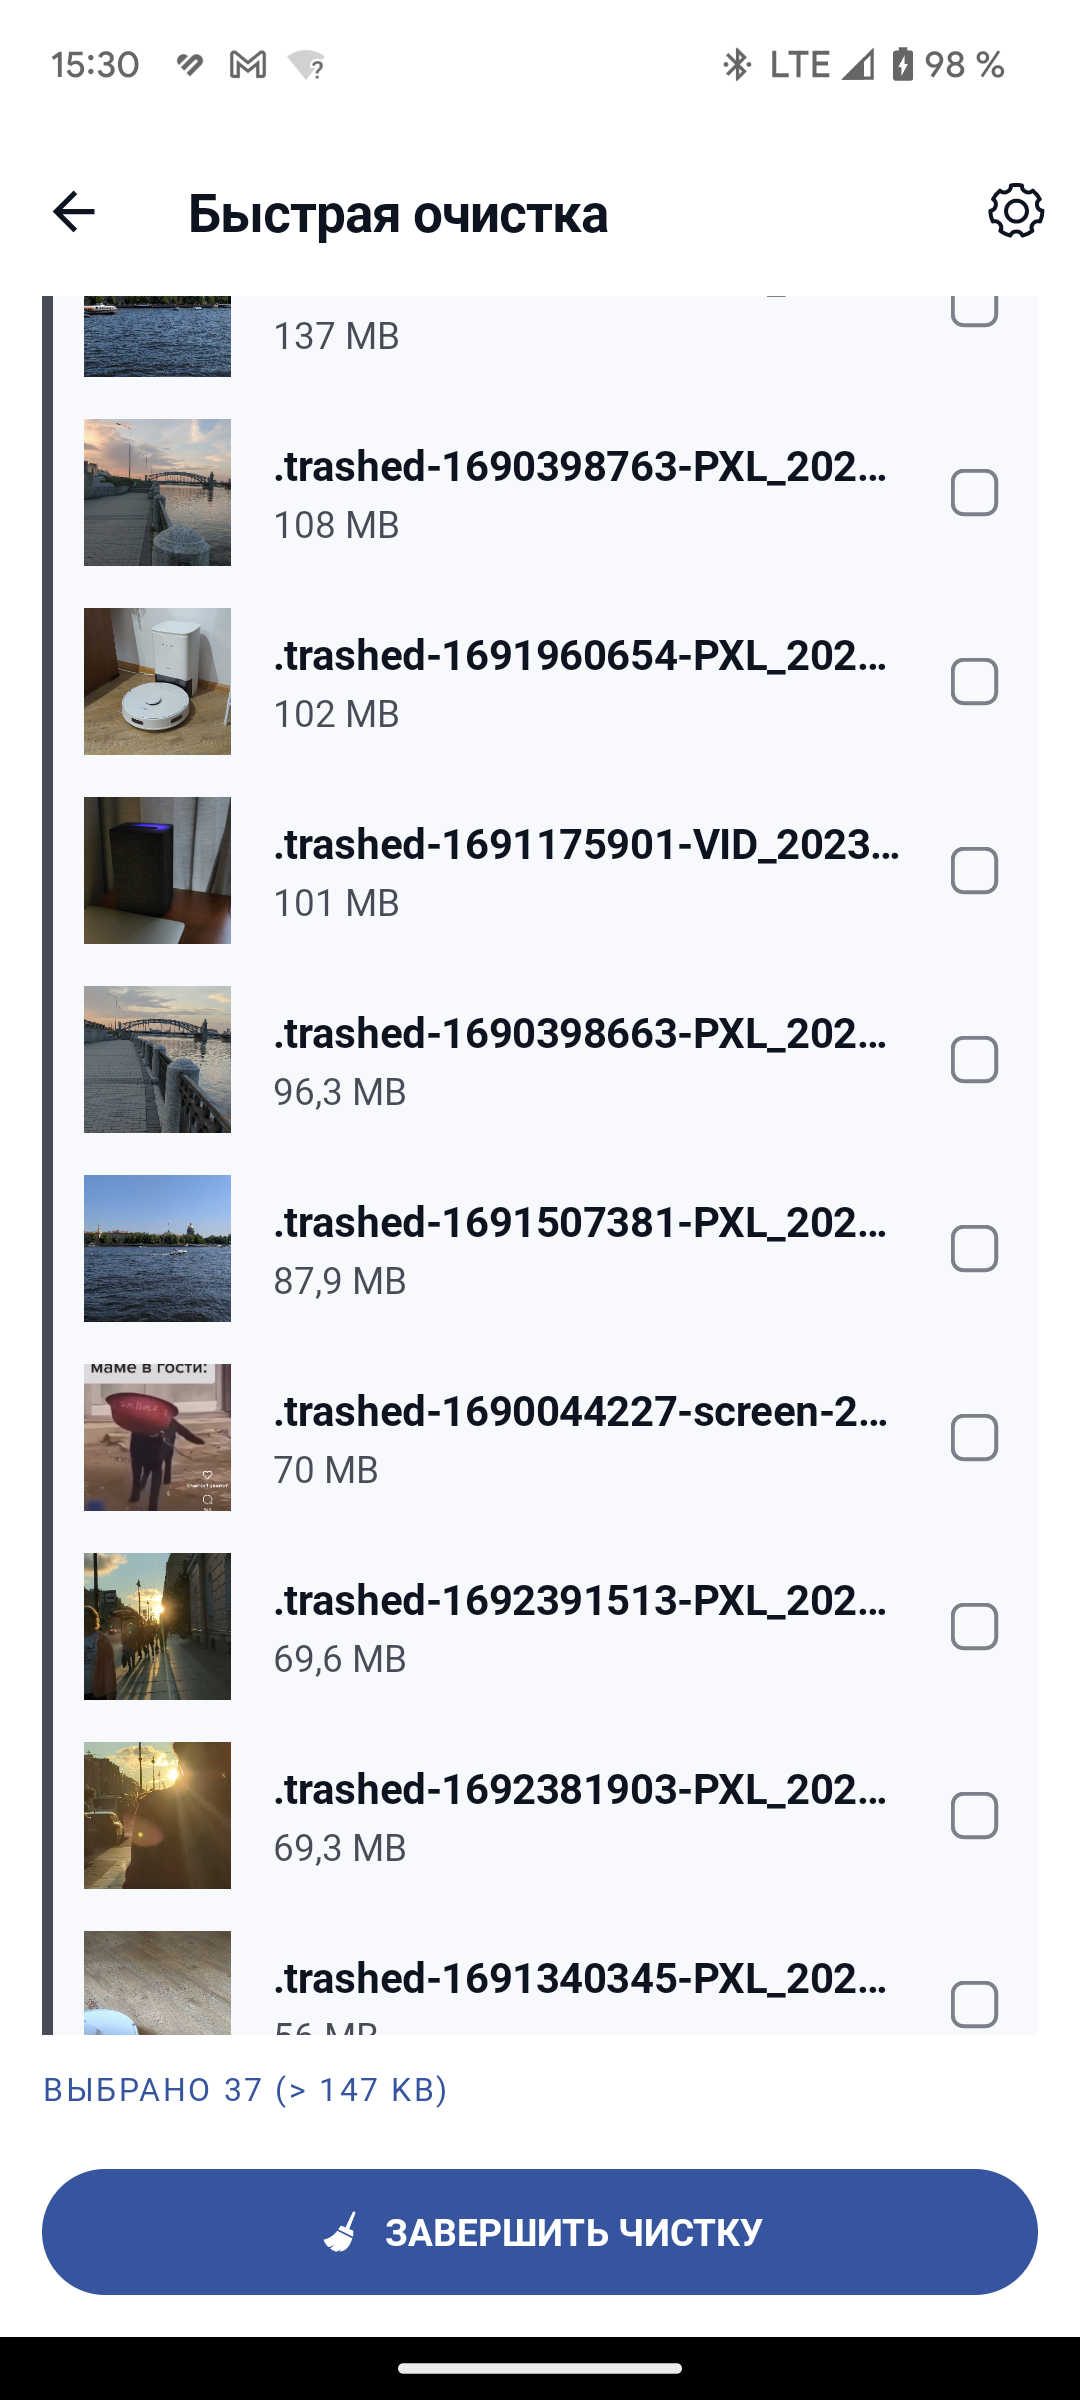 15:30
LTE 98 %
Быстрая очистка
137 MB
.trashed-1690398763-PXL_202...
108 MB
.trashed-1691960654-PXL_202...
102 MB
.trashed-1691175901-VID_2023...
101 MB
.trashed-1690398663-PXL_202...
96,3 MB
.trashed-1691507381-PXL_202...
87,9 MB
маме в гости:
.trashed-1690044227-screen-2...
70 MB
.trashed-1692391513-PXL_202...
69,6 MB
.trashed-1692381903-PXL_202...
69,3 MB
.trashed-1691340345-PXL_202...
56 MB
ВЫБРАНО 37 (> 147 KB)
ЗАВЕРШИТЬ ЧИСТКУ